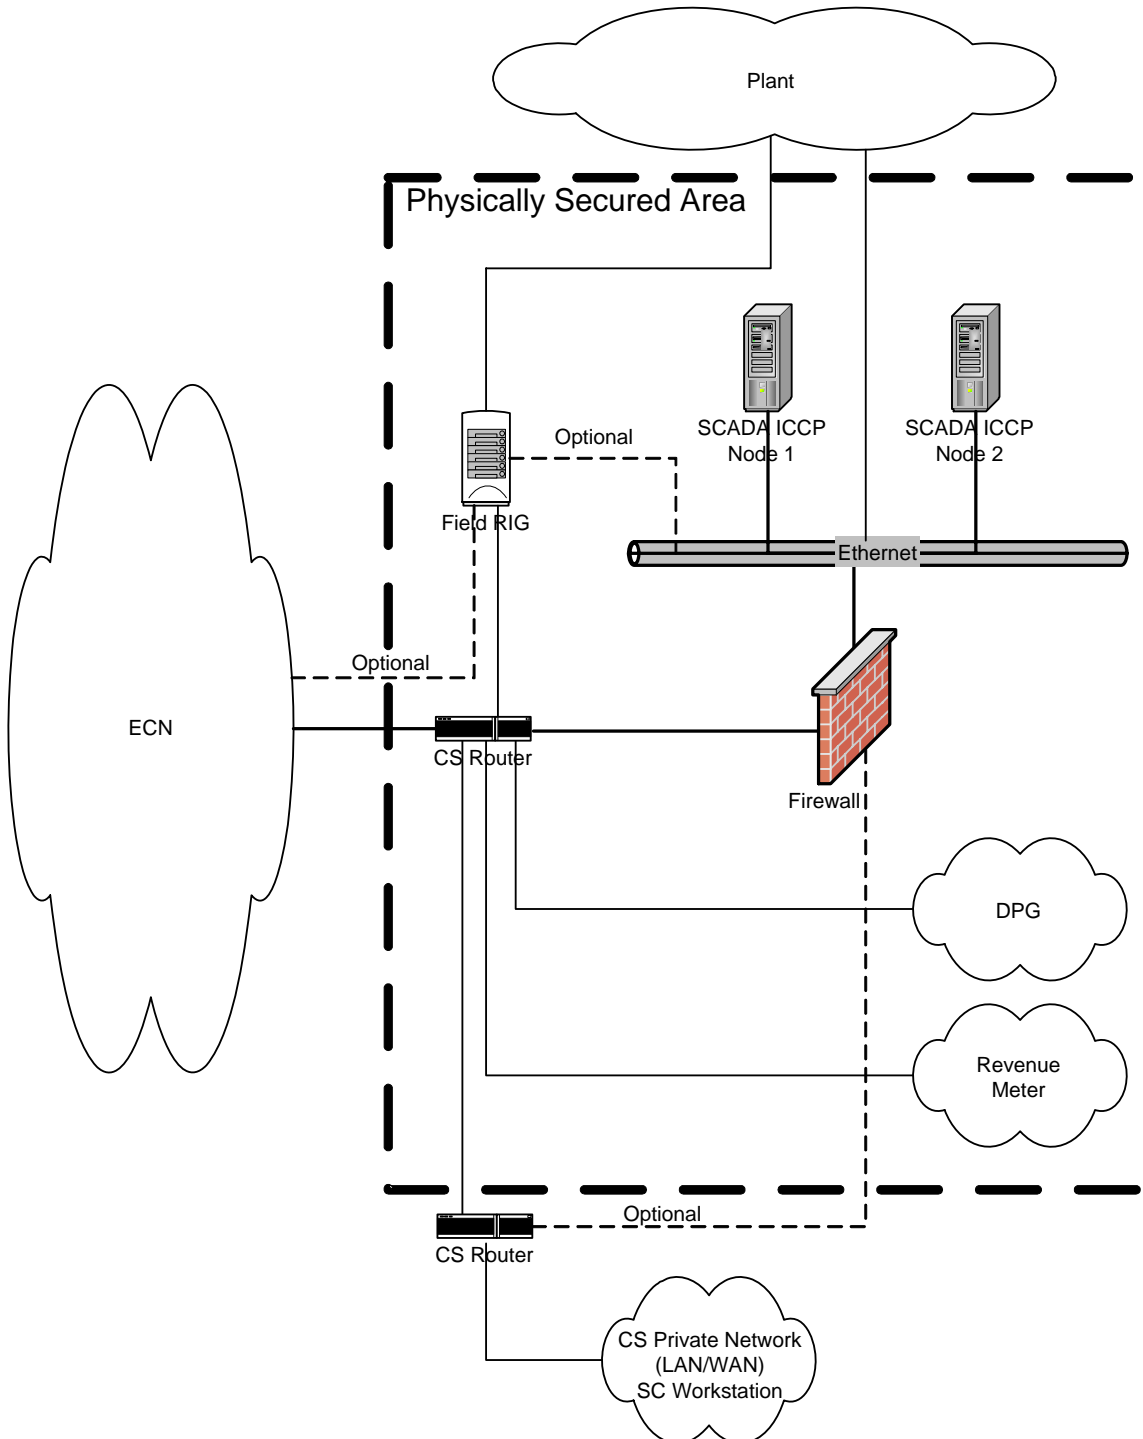 Plant
Physically Secured Area
SCADA ICCP
Node 1
SCADA ICCP
Node 2
Optional
Field RIG
Ethernet
Optional
ECN
CS Router
Firewall
DPG
Revenue
Meter
Optional
CS Router
CS Private Network
(LAN/WAN)
SC Workstation